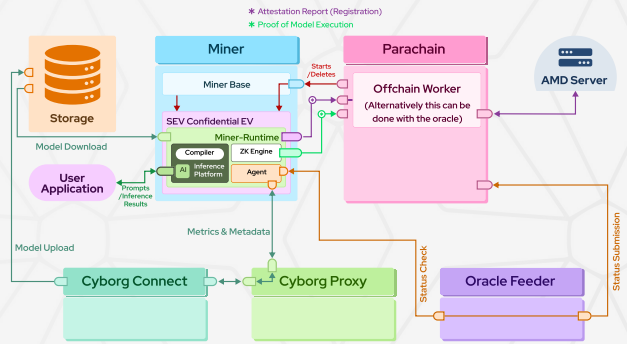 ✱ Attestation Report (Registration)
✱ Proof of Model Execution
Miner
Parachain
Miner Base
Starts
/Deletes
Offchain Worker
(Alternatively this can be
done with the oracle)
AMD Server
Storage
SEV Confidential EV
Miner-Runtime
Compiler
ZK Engine
AI
Inference
Platform
Agent
Model Download
User
Application
Prompts
/Inference
Results
Metrics & Metadata
Model Upload
Status Check
Status Submission
Cyborg Connect
Cyborg Proxy
Oracle Feeder